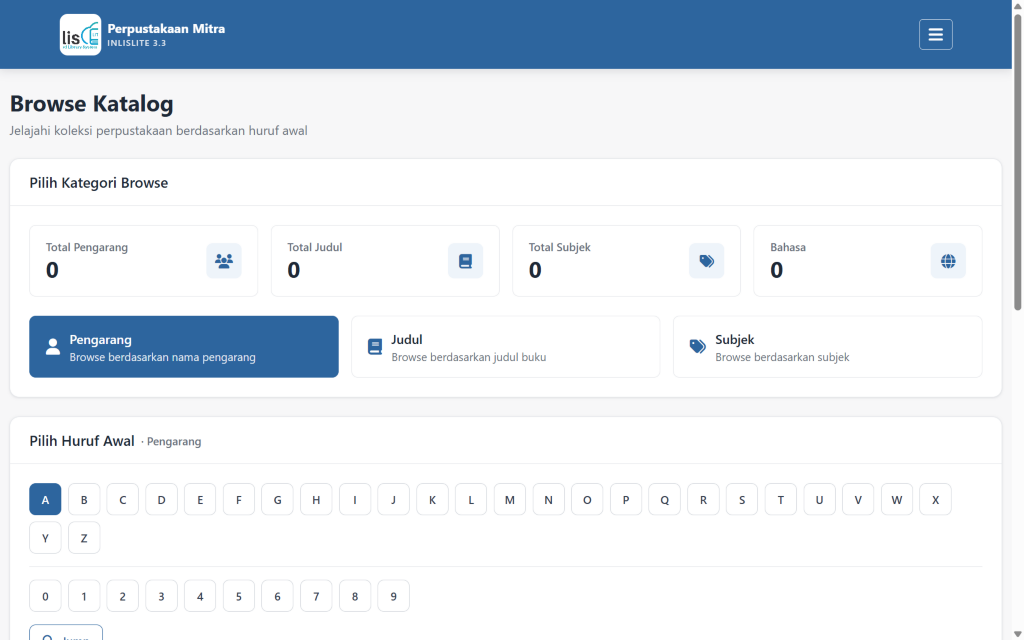 lis
Perpustakaan Mitra
INLISLITE 3.3
Browse Katalog
Jelajahi koleksi perpustakaan berdasarkan huruf awal
Pilih Kategori Browse
Total Pengarang
0
Total Judul
0
Total Subjek
0
Bahasa
0
Pengarang
Browse berdasarkan nama pengarang
Judul
Browse berdasarkan judul buku
Subjek
Browse berdasarkan subjek
Pilih Huruf Awal · Pengarang
A B C D E F G H I J K L M N O P Q R S T U V W X
Y Z
0 1 2 3 4 5 6 7 8 9